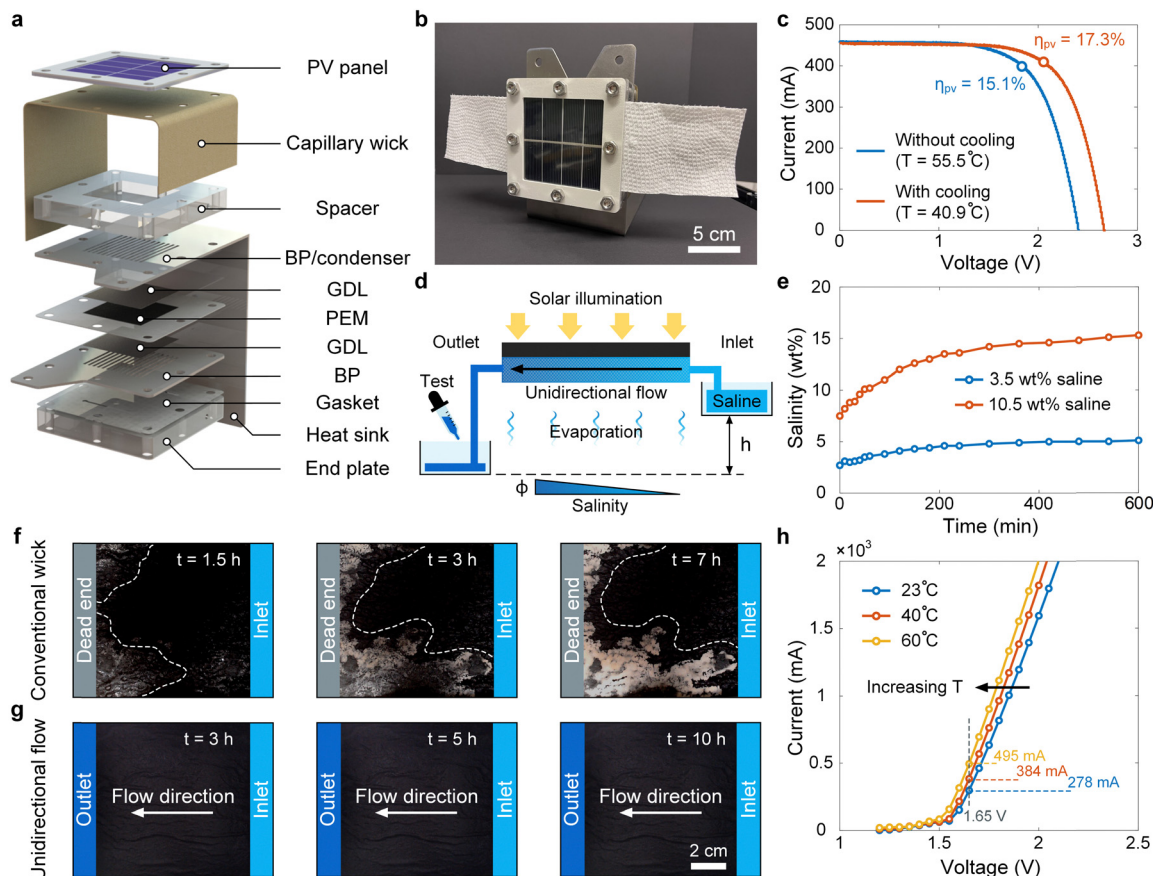 a
PV panel
Capillary wick
Spacer
BP/condenser
GDL
PEM
GDL
BP
Gasket
Heat sink
End plate
b
5 cm
c
500
400
300
200
100
0
Current (mA)
ηpv = 17.3%
ηpv = 15.1%
Without cooling
(T = 55.5°C)
With cooling
(T = 40.9°C)
0 1 2 3
Voltage (V)
d
Solar illumination
Outlet
Inlet
Test
Unidirectional flow
Saline
Evaporation
h
ϕ
Salinity
e
20
15
10
5
0
Salinity (wt%)
3.5 wt% saline
10.5 wt% saline
0 200 400 600
Time (min)
f
Conventional wick
Dead end
t = 1.5 h
Inlet
Dead end
t = 3 h
Inlet
Dead end
t = 7 h
Inlet
g
Unidirectional flow
Outlet
t = 3 h
Flow direction
Inlet
Outlet
t = 5 h
Flow direction
Inlet
Outlet
t = 10 h
Flow direction
2 cm
Inlet
h
×10³
2
1.5
1
0.5
0
Current (mA)
23°C
40°C
60°C
Increasing T
495 mA
384 mA
278 mA
1.65 V
1 1.5 2 2.5
Voltage (V)